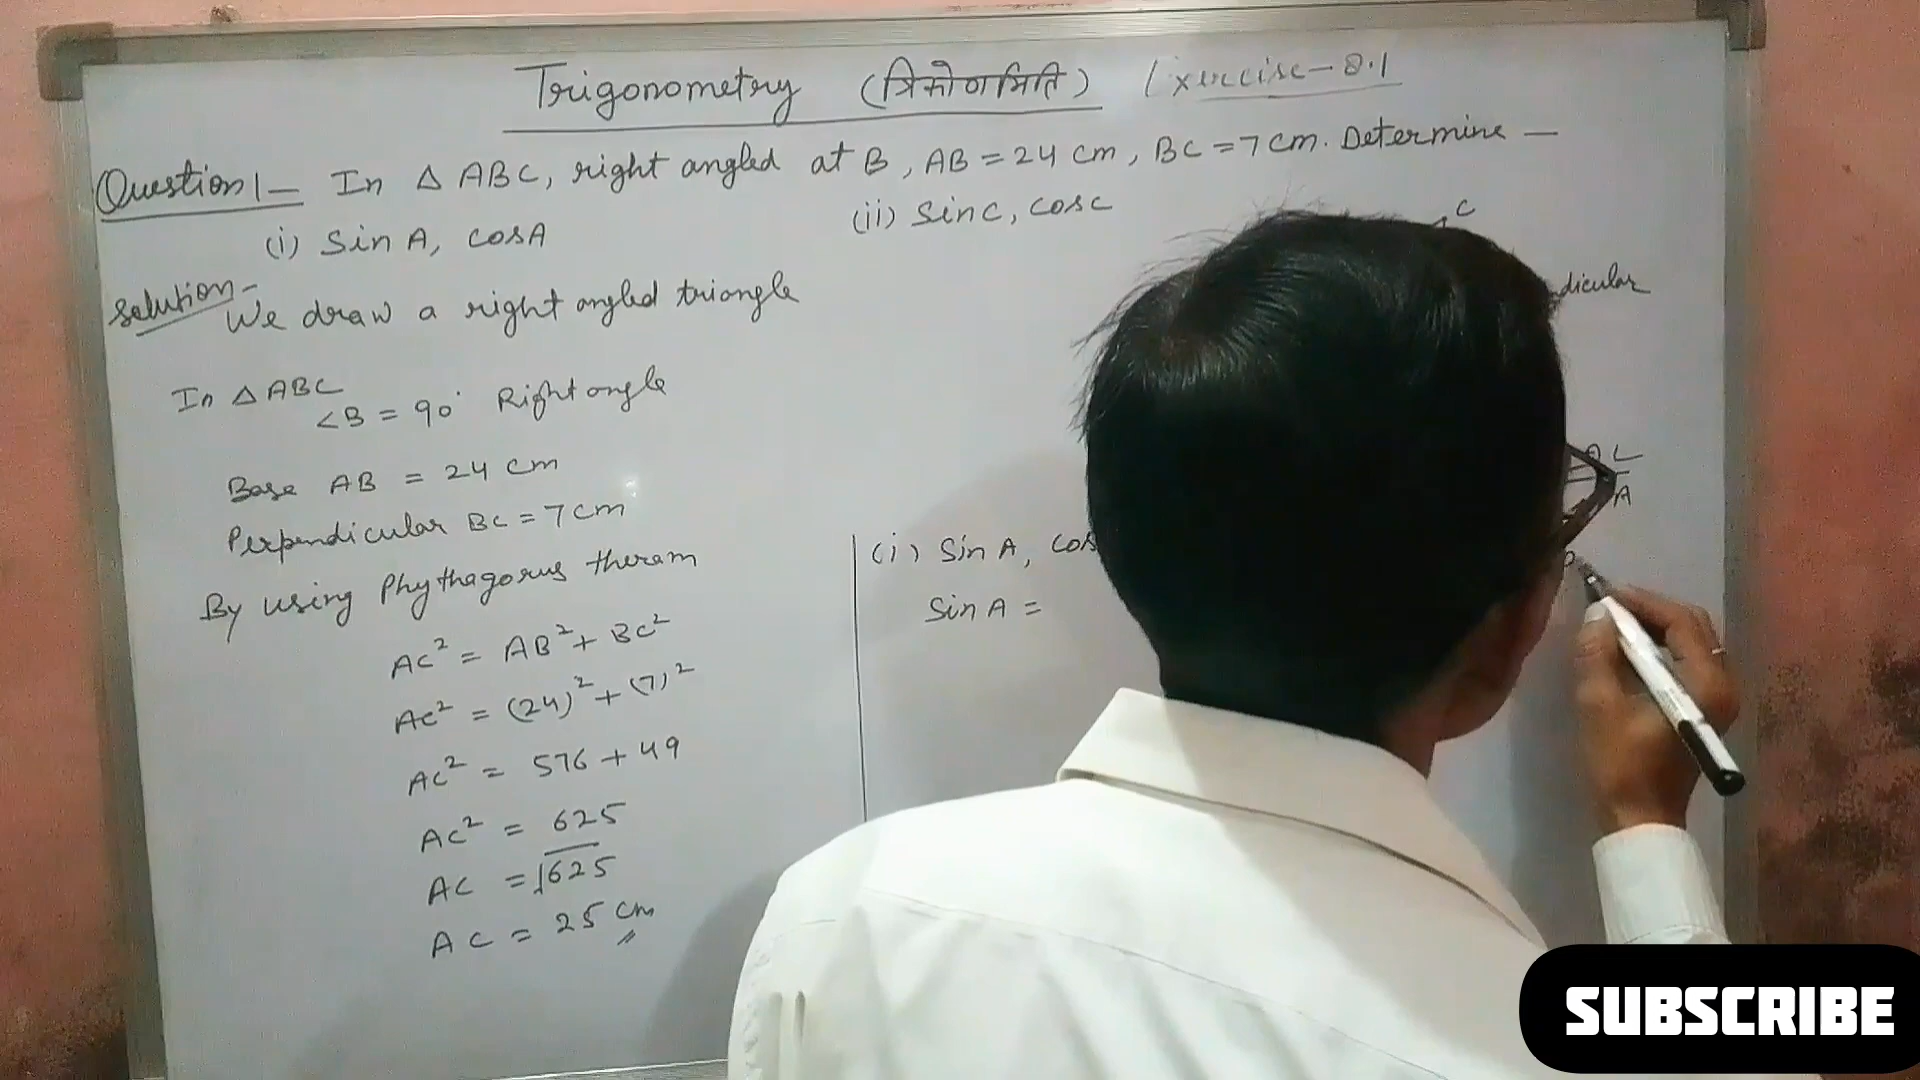 Trigonometry (त्रिकोणमिति) Exercise-8.1
Question 1- In △ ABC, right angled at B, AB = 24 cm, BC = 7 cm. Determine —
(i) Sin A, cosA
(ii) Sinc, cosc
Solution- We draw a right angled triangle
In △ ABC
<B = 90° Right angle
Base AB = 24 cm
Perpendicular BC = 7 cm
By using Phythagorus theram
AC² = AB² + BC²
AC² = (24)² + (7)²
AC² = 576 + 49
AC² = 625
AC = √625
AC = 25 cm
C
dicular
(i) Sin A, cos
Sin A =
A
SUBSCRIBE